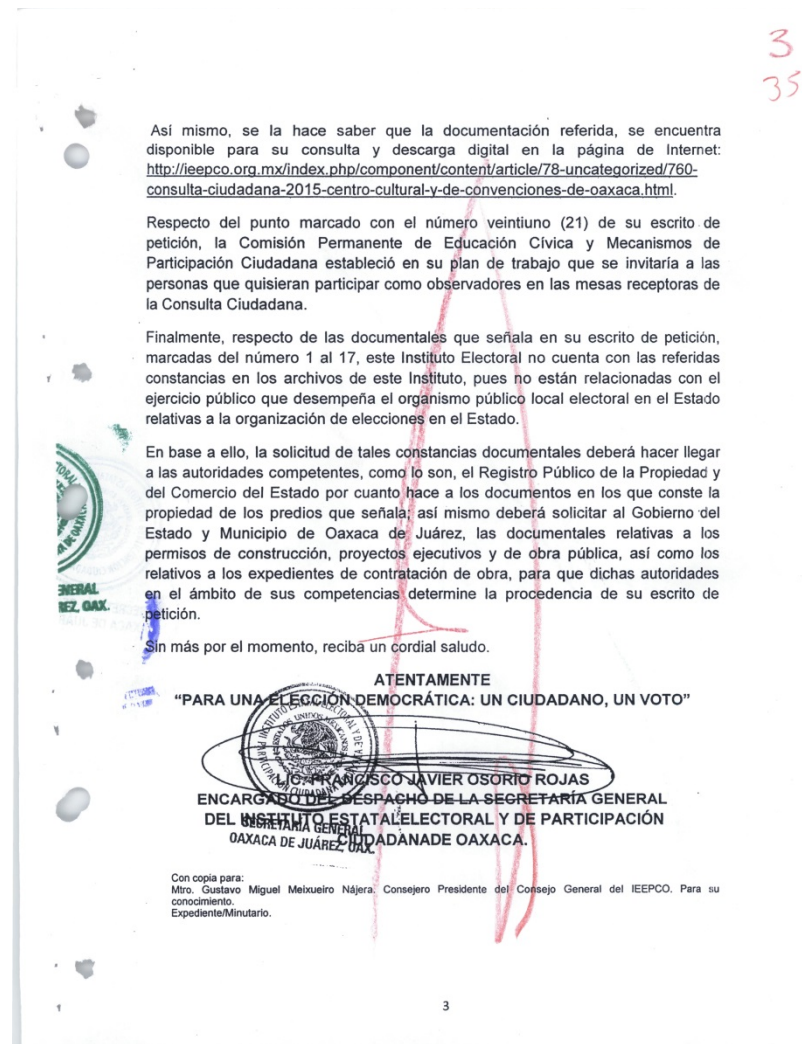 3
35
Así mismo, se la hace saber que la documentación referida, se encuentra
disponible para su consulta y descarga digital en la página de Internet:
http://ieepco.org.mx/index.php/component/content/article/78-uncategorized/760-
consulta-ciudadana-2015-centro-cultural-y-de-convenciones-de-oaxaca.html.
Respecto del punto marcado con el número veintiuno (21) de su escrito de
petición, la Comisión Permanente de Educación Cívica y Mecanismos de
Participación Ciudadana estableció en su plan de trabajo que se invitaría a las
personas que quisieran participar como observadores en las mesas receptoras de
la Consulta Ciudadana.
Finalmente, respecto de las documentales que señala en su escrito de petición,
marcadas del número 1 al 17, este Instituto Electoral no cuenta con las referidas
constancias en los archivos de este Instituto, pues no están relacionadas con el
ejercicio público que desempeña el organismo público local electoral en el Estado
relativas a la organización de elecciones en el Estado.
En base a ello, la solicitud de tales constancias documentales deberá hacer llegar
a las autoridades competentes, como lo son, el Registro Público de la Propiedad y
del Comercio del Estado por cuanto hace a los documentos en los que conste la
propiedad de los predios que señala; así mismo deberá solicitar al Gobierno del
Estado y Municipio de Oaxaca de Juárez, las documentales relativas a los
permisos de construcción, proyectos ejecutivos y de obra pública, así como los
relativos a los expedientes de contratación de obra, para que dichas autoridades
en el ámbito de sus competencias determine la procedencia de su escrito de
petición.
NERAL
REZ, OAX.
Sin más por el momento, reciba un cordial saludo.
ATENTAMENTE
“PARA UNA ELECCIÓN DEMOCRÁTICA: UN CIUDADANO, UN VOTO”
ESTADOS UNIDOS MEXICANOS
INSTITUTO ESTATAL ELECTORAL Y DE PARTICIPACIÓN CIUDADANA DE OAXACA
LIC. FRANCISCO JAVIER OSORIO ROJAS
ENCARGADO DEL DESPACHO DE LA SECRETARÍA GENERAL
DEL INSTITUTO ESTATALELECTORAL Y DE PARTICIPACIÓN
CIUDADANADE OAXACA.
SECRETARÍA GENERAL
OAXACA DE JUÁREZ, OAX.
Con copia para:
Mtro. Gustavo Miguel Meixueiro Nájera. Consejero Presidente del Consejo General del IEEPCO. Para su
conocimiento.
Expediente/Minutario.
3